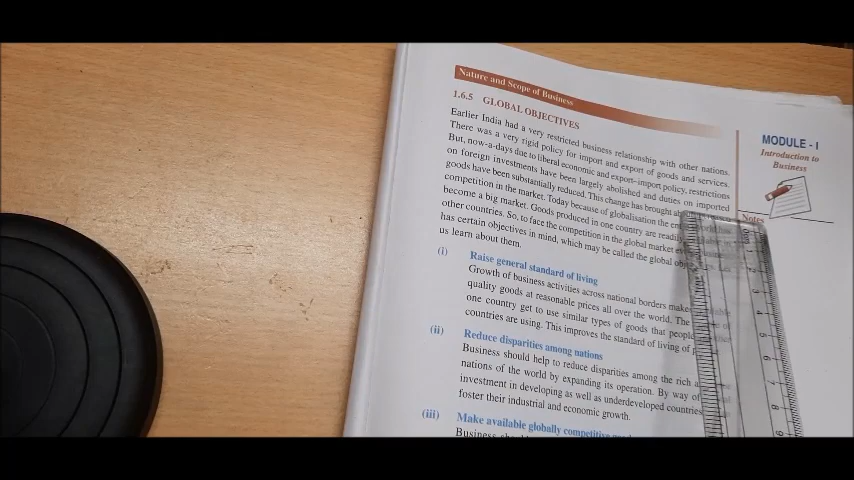 Nature and Scope of Business
1.6.5 GLOBAL OBJECTIVES
Earlier India had a very restricted business relationship with other nations.
There was a very rigid policy for import and export of goods and services.
But, now-a-days due to liberal economic and export-import policy, restrictions
on foreign investments have been largely abolished and duties on imported
goods have been substantially reduced. This change has brought
competition in the market. Today because of globalisation the
become a big market. Goods produced in one country are readily
other countries. So, to face the competition in the global market
has certain objectives in mind, which may be called the global
us learn about them.
(i) Raise general standard of living
Growth of business activities across national borders
quality goods at reasonable prices all over the world. The
one country get to use similar types of goods that people
countries are using. This improves the standard of living of
(ii) Reduce disparities among nations
Business should help to reduce disparities among the rich
nations of the world by expanding its operation. By way of
investment in developing as well as underdeveloped countries
foster their industrial and economic growth.
(iii) Make available globally competitive
Business
MODULE - I
Introduction to
Business
Notes